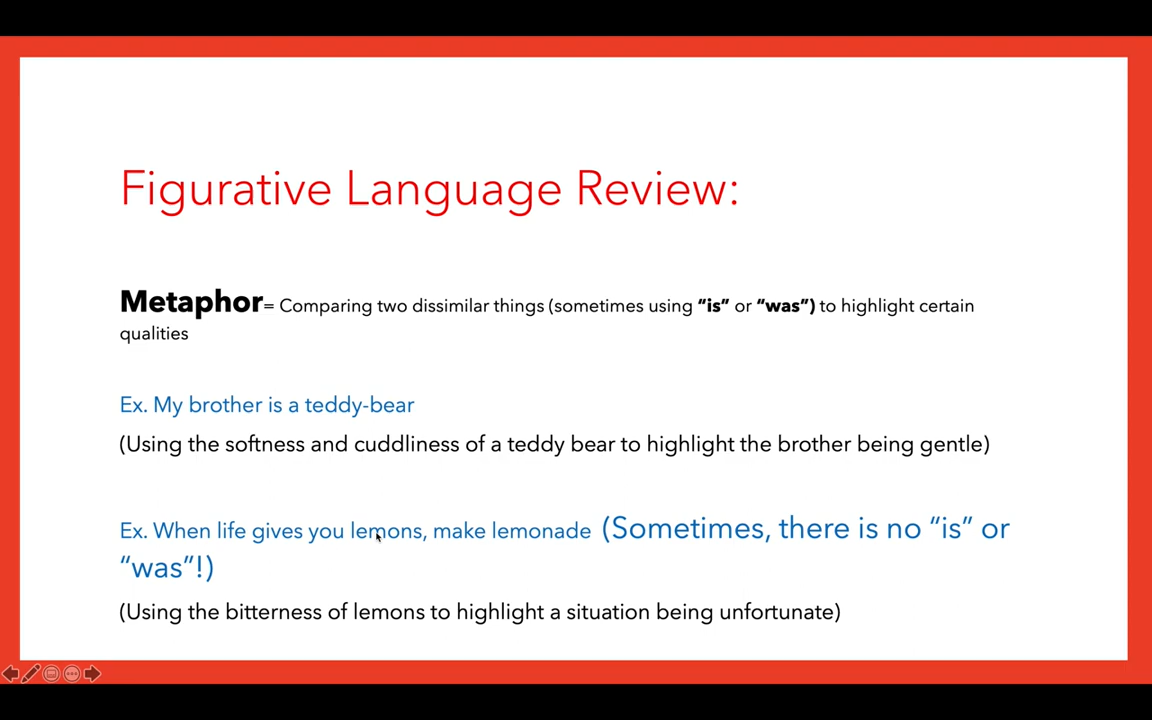 Figurative Language Review:
Metaphor= Comparing two dissimilar things (sometimes using “is” or “was”) to highlight certain
qualities
Ex. My brother is a teddy-bear
(Using the softness and cuddliness of a teddy bear to highlight the brother being gentle)
Ex. When life gives you lemons, make lemonade (Sometimes, there is no “is” or
“was”!)
(Using the bitterness of lemons to highlight a situation being unfortunate)